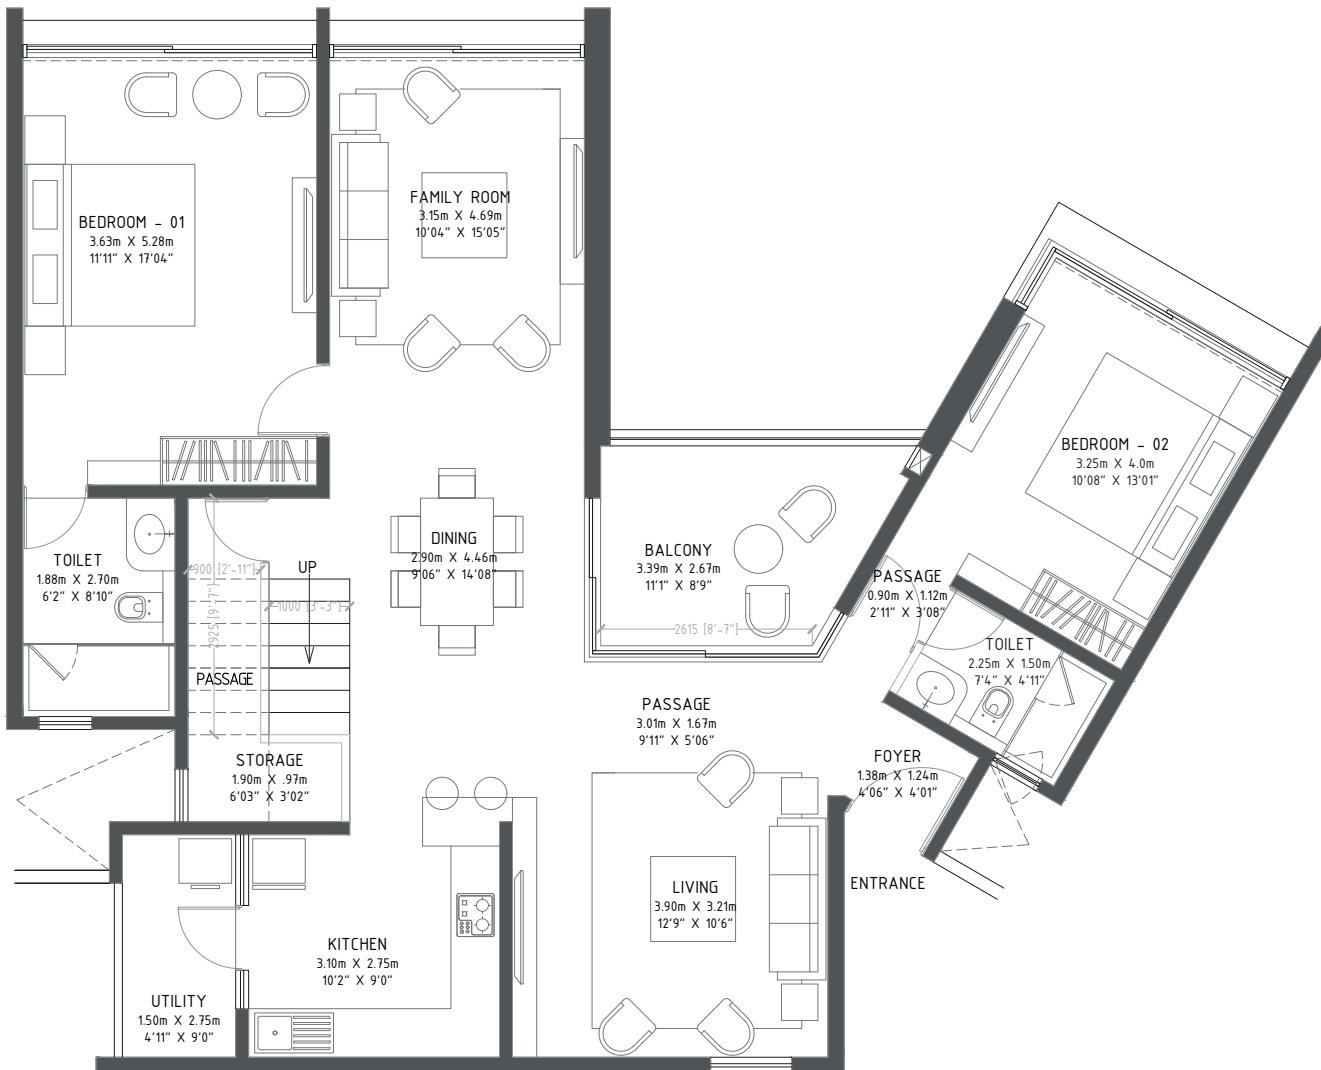 FAMILY ROOM
3.15m X 4.69m
10'04" X 15'05"
BEDROOM - 01
3.63m X 5.28m
11'11" X 17'04"
BEDROOM - 02
3.25m X 4.0m
10'08" X 13'01"
DINING
2.90m X 4.46m
9'06" X 14'08"
BALCONY
3.39m X 2.67m
11'1" X 8'9"
2615 [8'-7"]
TOILET
1.88m X 2.70m
6'2" X 8'10"
900 [2'-11"]
UP
1000 [3'-3"]
2925 [9'-7"]
PASSAGE
PASSAGE
0.90m X 1.12m
2'11" X 3'08"
TOILET
2.25m X 1.50m
7'4" X 4'11"
PASSAGE
3.01m X 1.67m
9'11" X 5'06"
STORAGE
1.90m X .97m
6'03" X 3'02"
FOYER
1.38m X 1.24m
4'06" X 4'01"
ENTRANCE
LIVING
3.90m X 3.21m
12'9" X 10'6"
KITCHEN
3.10m X 2.75m
10'2" X 9'0"
UTILITY
1.50m X 2.75m
4'11" X 9'0"